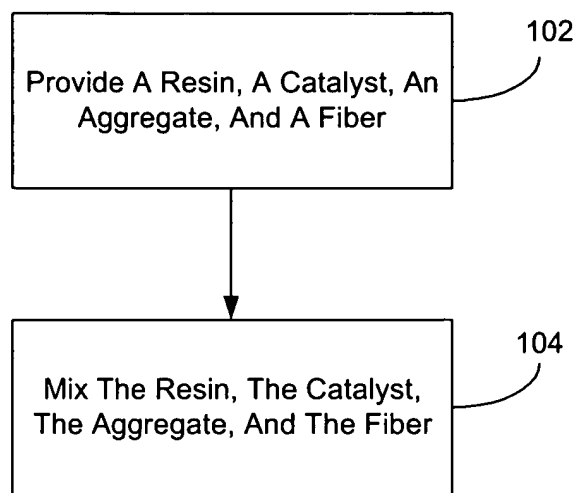 102
Provide A Resin, A Catalyst, An
Aggregate, And A Fiber
104
Mix The Resin, The Catalyst,
The Aggregate, And The Fiber